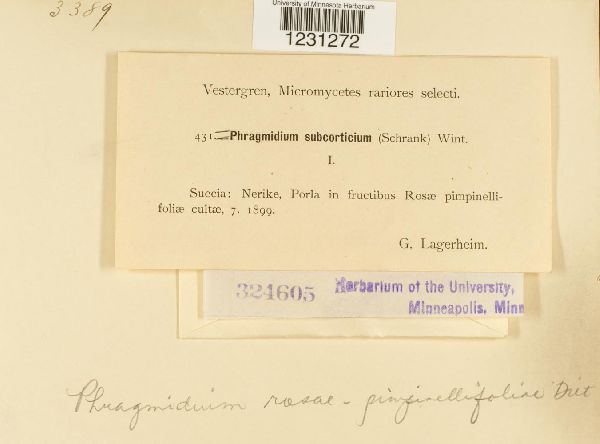 3389
University of Minnesota Herbarium
1231272
Vestergren, Micromycetes rariores selecti.
431 Phragmidium subcorticium (Schrank) Wint.
I.
Suecia: Nerike, Porla in fructibus Rosæ pimpinelli-
foliæ cultæ, 7. 1899.
G. Lagerheim.
324605
Herbarium of the University,
Minneapolis, Minn
Phragmidium rosae-pimpinellifoliae Diet